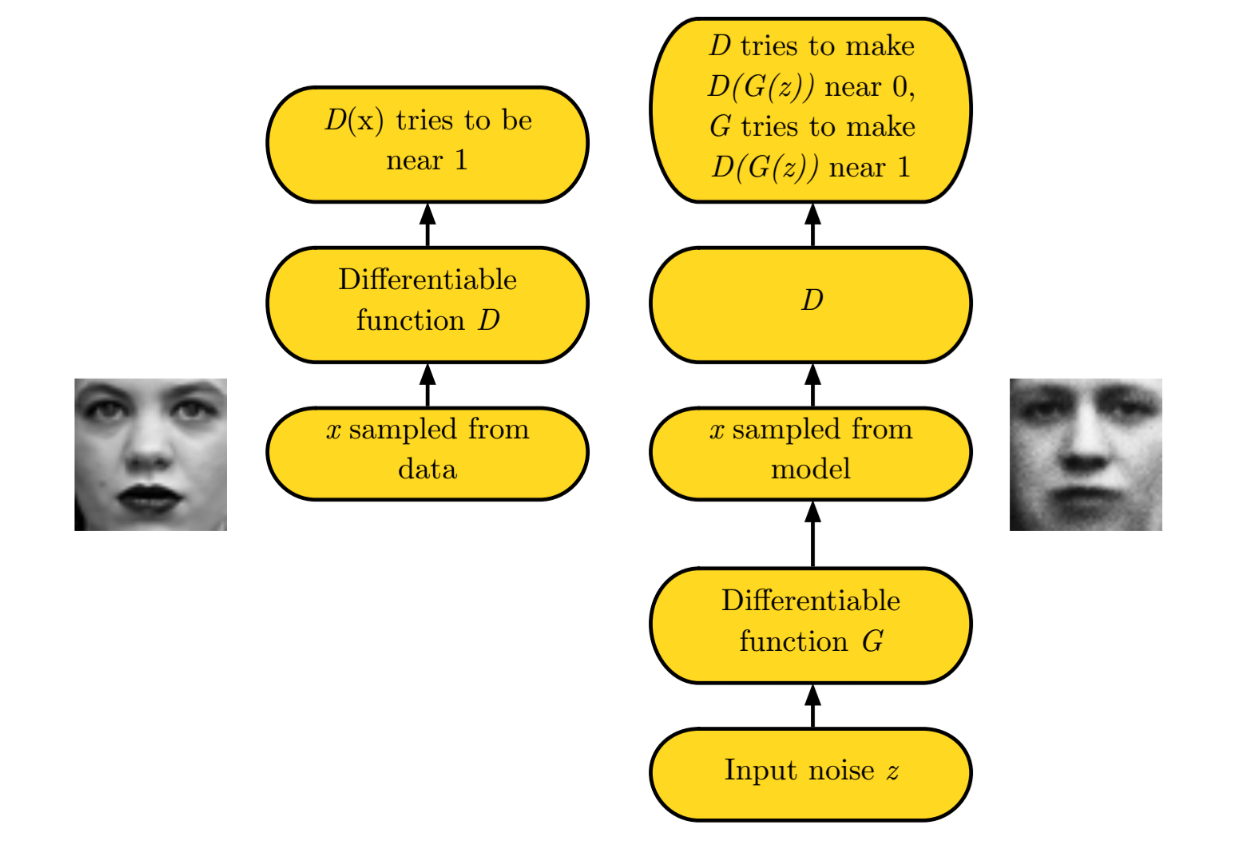 D(x) tries to be
near 1
Differentiable
function D
x sampled from
data
D tries to make
D(G(z)) near 0,
G tries to make
D(G(z)) near 1
D
x sampled from
model
Differentiable
function G
Input noise z